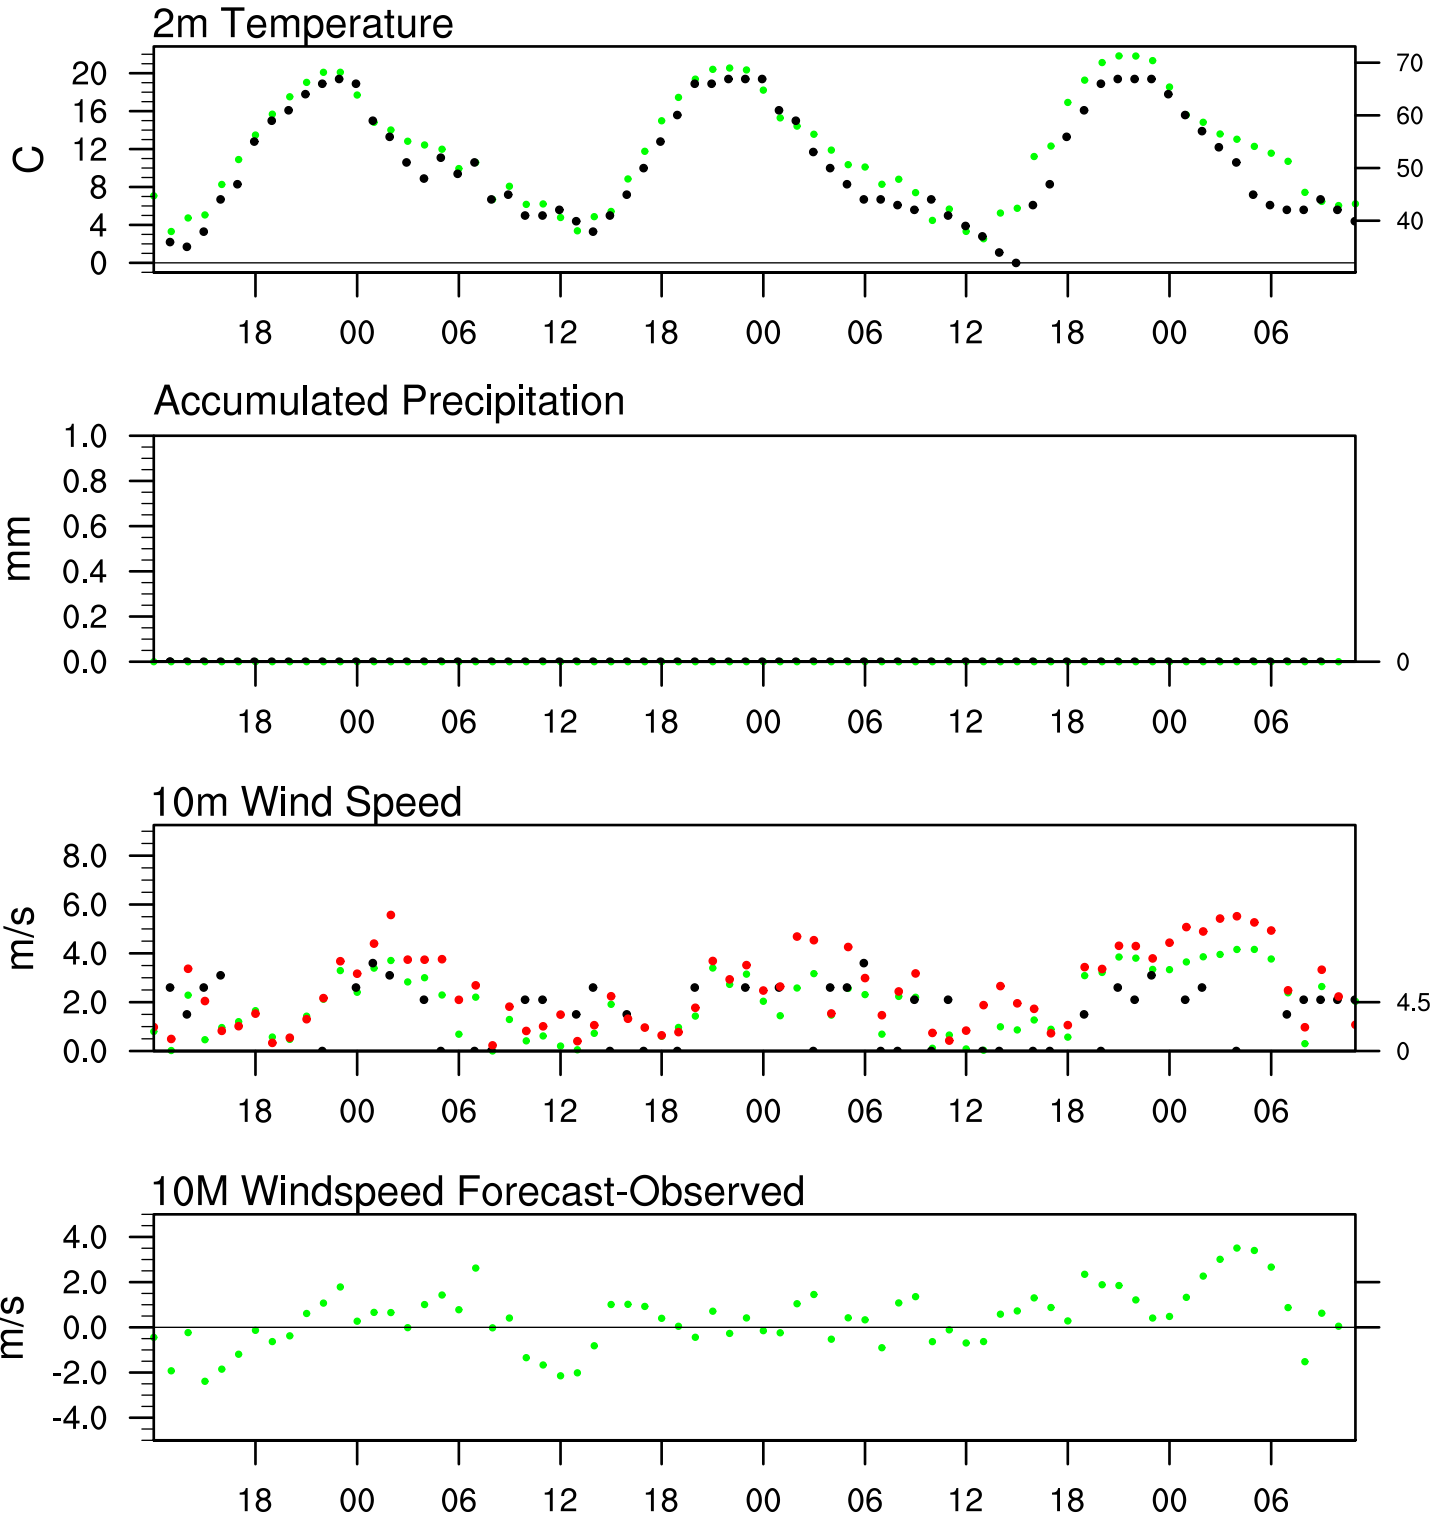 2m Temperature
20
16
12
8
4
0
C
70
60
50
40
18 00 06 12 18 00 06 12 18 00 06
Accumulated Precipitation
1.0
0.8
0.6
0.4
0.2
0.0
mm
0
18 00 06 12 18 00 06 12 18 00 06
10m Wind Speed
8.0
6.0
4.0
2.0
0.0
m/s
4.5
0
18 00 06 12 18 00 06 12 18 00 06
10M Windspeed Forecast-Observed
4.0
2.0
0.0
-2.0
-4.0
m/s
18 00 06 12 18 00 06 12 18 00 06